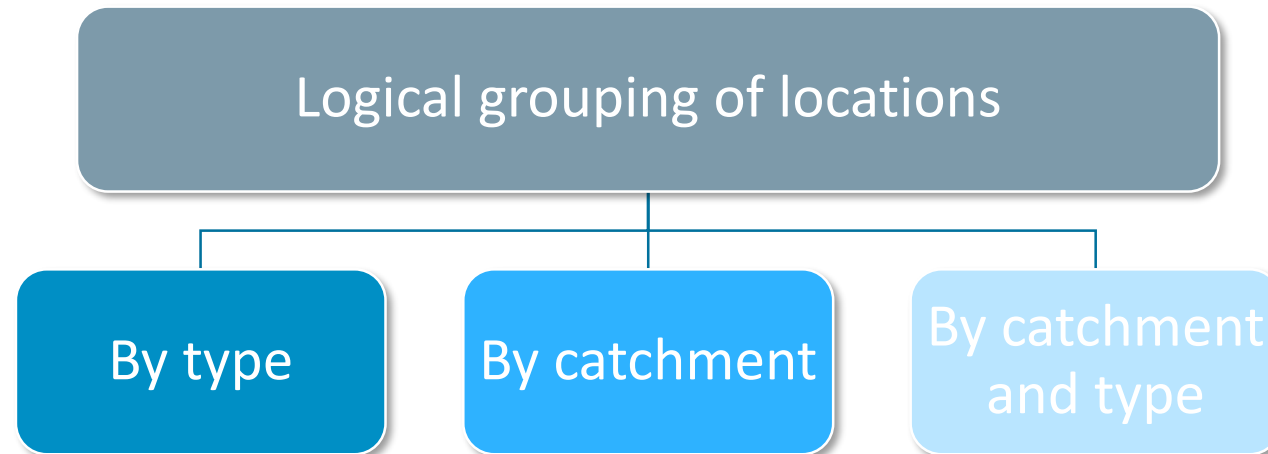 Logical grouping of locations
By type
By catchment
By catchment
and type